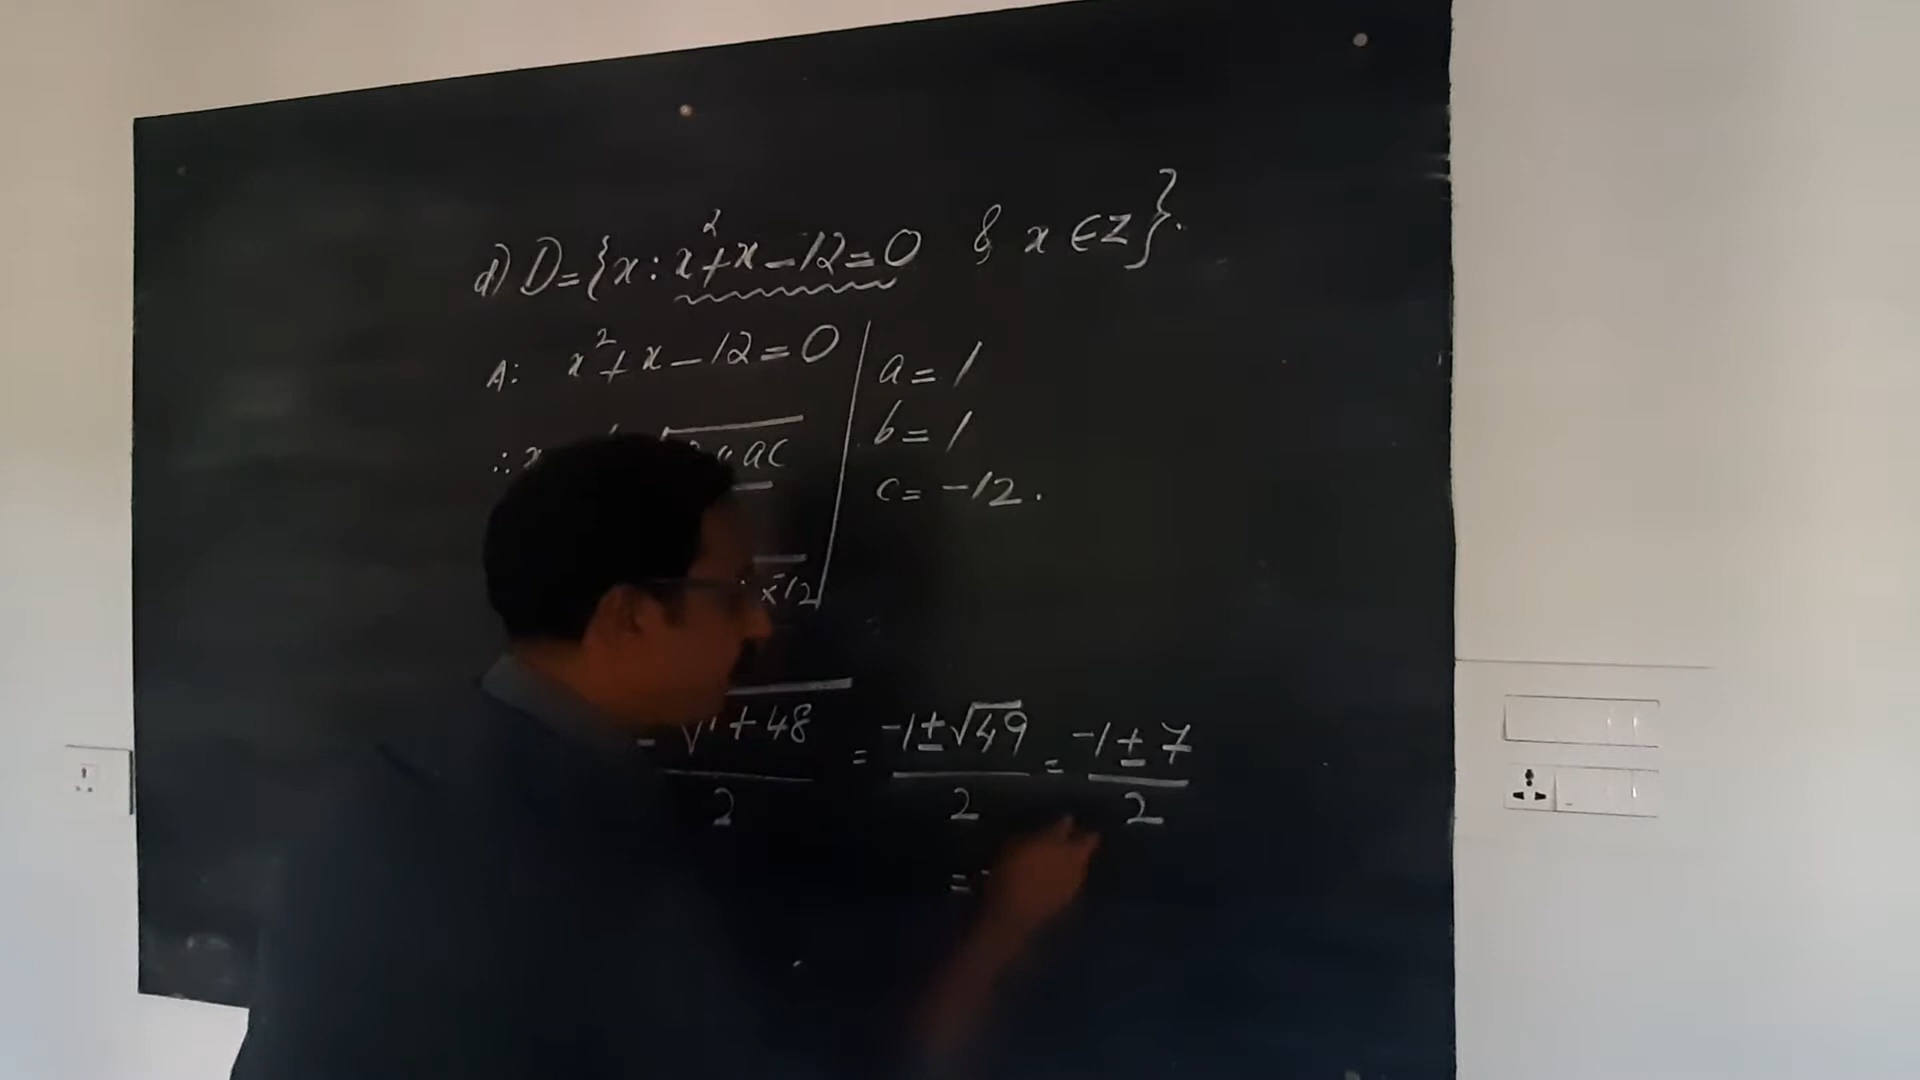 d) D = {x : x² + x - 12 = 0 & x ∈ Z}.
A: x² + x - 12 = 0
a = 1
b = 1
c = -12.
∴ x ac
x -12
√1 + 48 / 2 = -1 ± √49 / 2 = -1 ± 7 / 2
= -